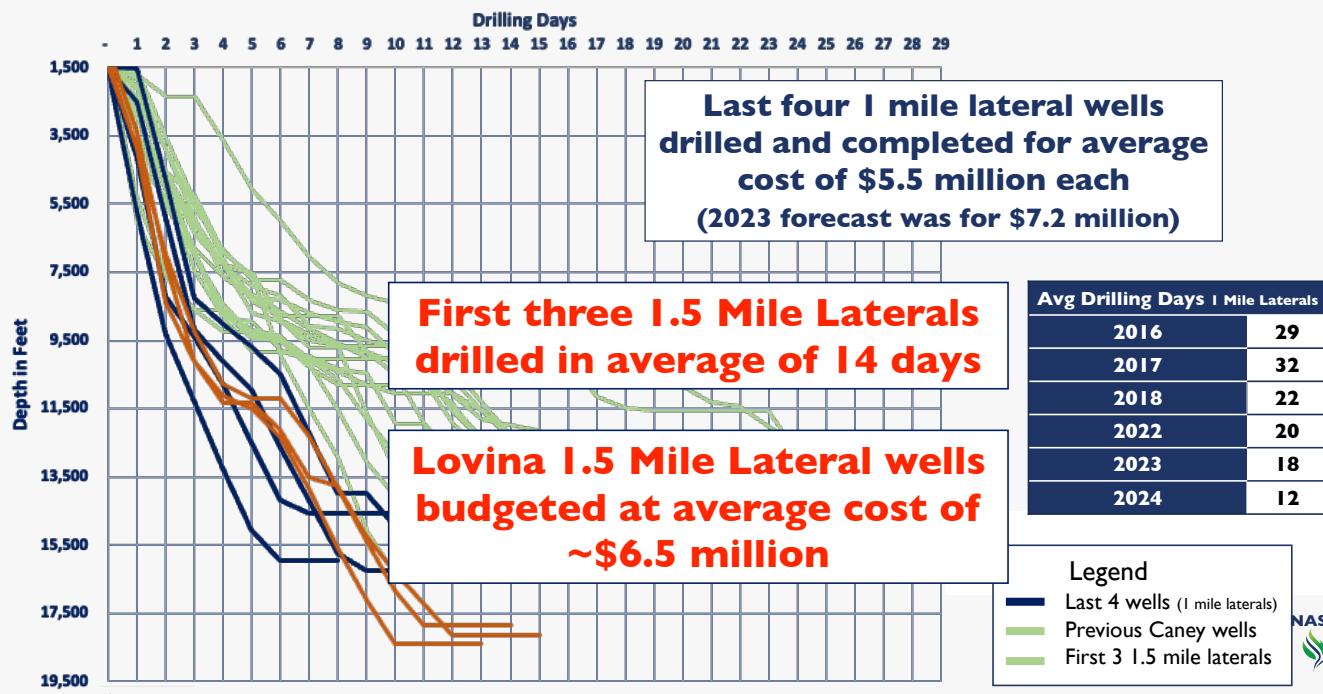 Drilling Days
- 1 2 3 4 5 6 7 8 9 10 11 12 13 14 15 16 17 18 19 20 21 22 23 24 25 26 27 28 29
Depth in Feet
1,500
3,500
5,500
7,500
9,500
11,500
13,500
15,500
17,500
19,500
Last four 1 mile lateral wells
drilled and completed for average
cost of $5.5 million each
(2023 forecast was for $7.2 million)
First three 1.5 Mile Laterals
drilled in average of 14 days
Lovina 1.5 Mile Lateral wells
budgeted at average cost of
~$6.5 million
Avg Drilling Days 1 Mile Laterals
2016 29
2017 32
2018 22
2022 20
2023 18
2024 12
Legend
Last 4 wells (1 mile laterals)
Previous Caney wells
First 3 1.5 mile laterals
NAS